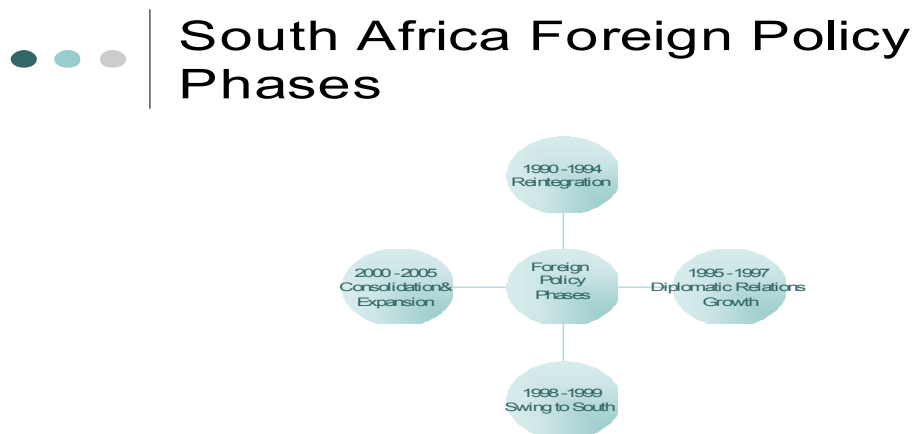 South Africa Foreign Policy
Phases
1990 -1994
Reintegration
2000 -2005
Consolidation&
Expansion
Foreign
Policy
Phases
1995 -1997
Diplomatic Relations
Growth
1998 -1999
Swing to South